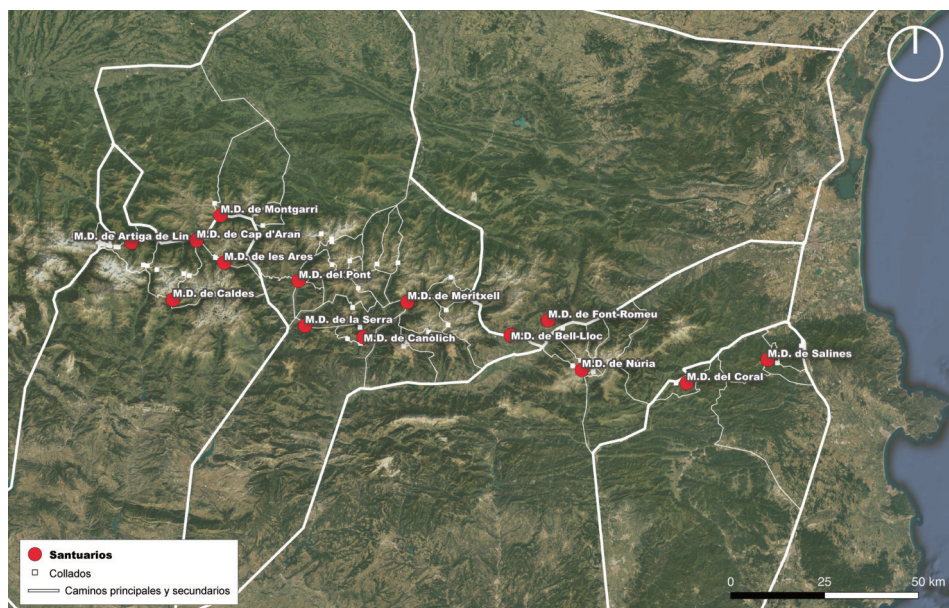 M.D. de Montgarri
M.D. de Artiga de Lin
M.D. de Cap d'Aran
M.D. de les Ares
M.D. del Pont
M.D. de Caldes
M.D. de Meritxell
M.D. de la Serra
M.D. de Canòlich
M.D. de Font-Romeu
M.D. de Bell-Lloc
M.D. de Núria
M.D. de Salines
M.D. del Coral
Santuarios
Collados
Caminos principales y secundarios
0 25 50 km